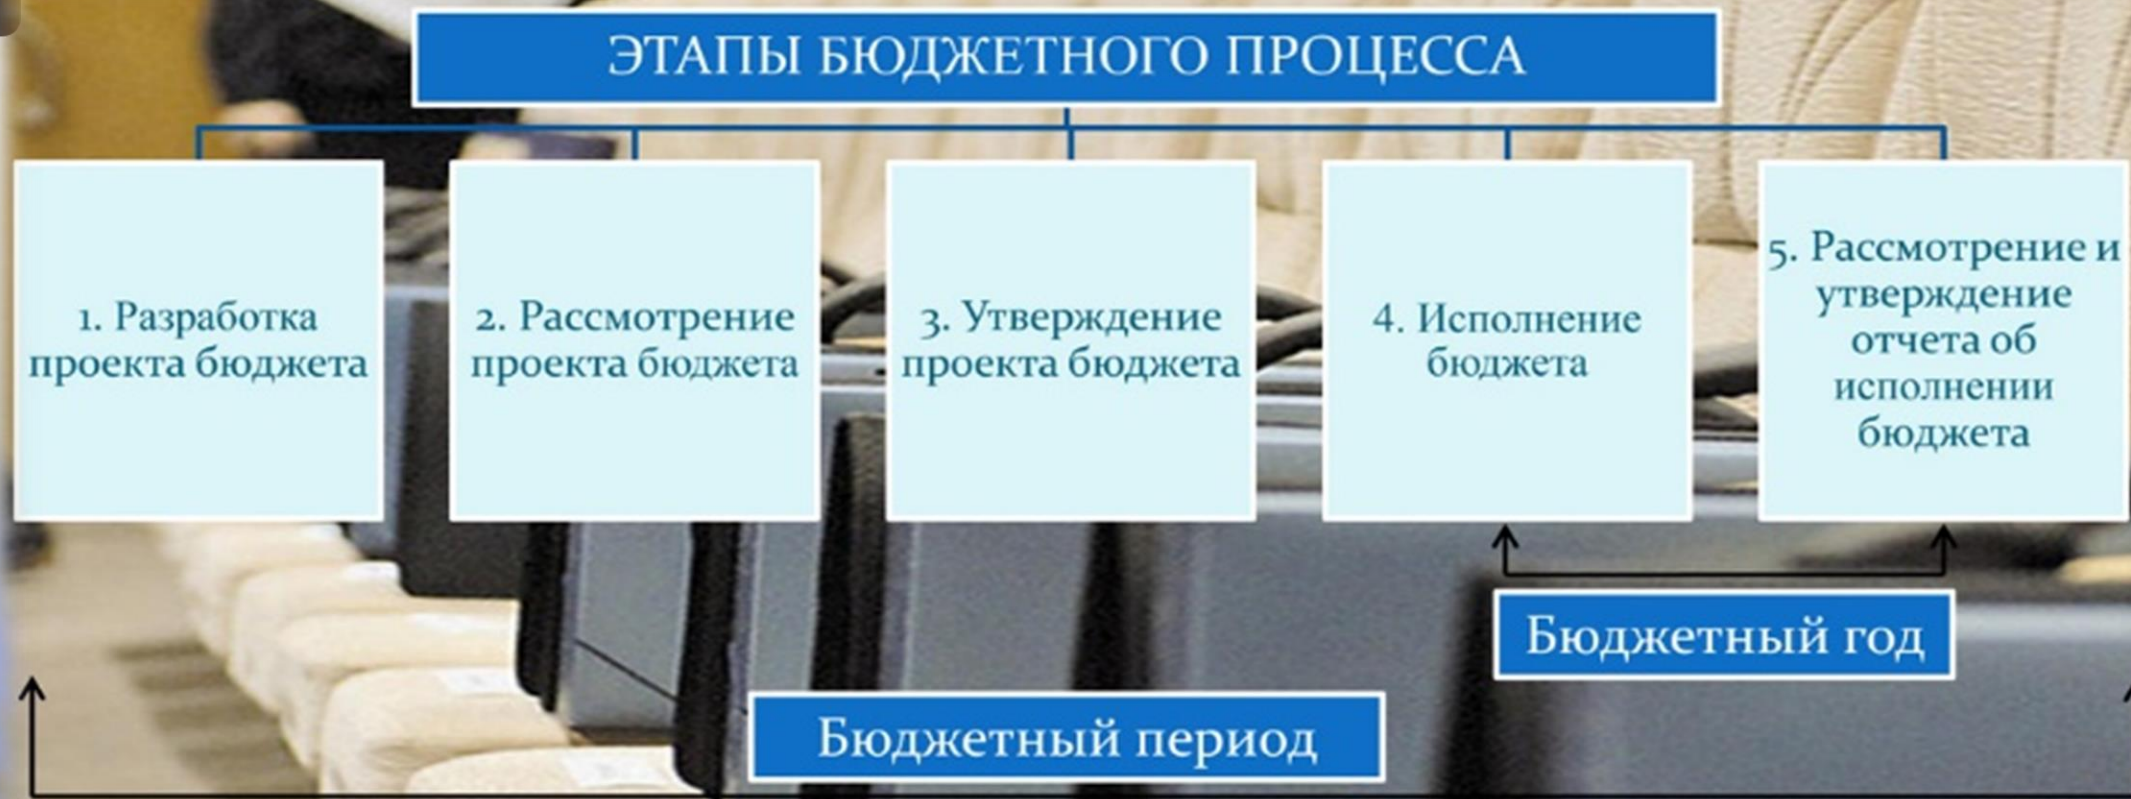 ЭТАПЫ БЮДЖЕТНОГО ПРОЦЕССА
1. Разработка
проекта бюджета
2. Рассмотрение
проекта бюджета
3. Утверждение
проекта бюджета
4. Исполнение
бюджета
5. Рассмотрение и
утверждение
отчета об
исполнении
бюджета
Бюджетный год
Бюджетный период